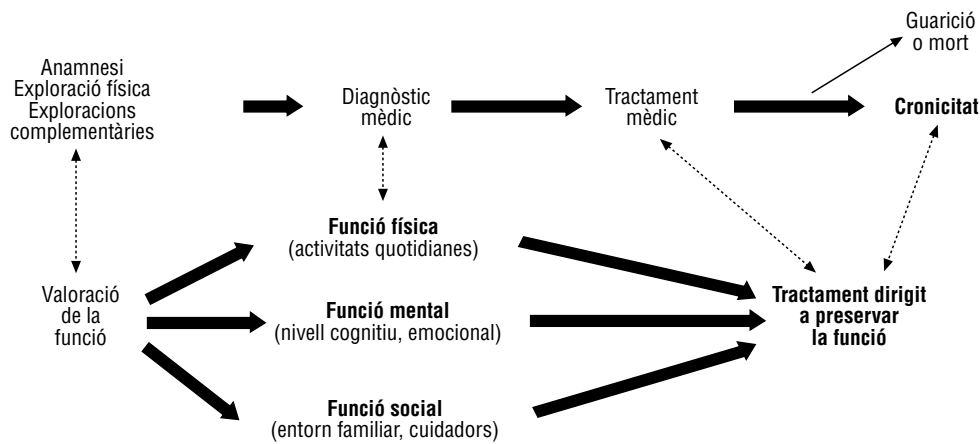 Guarició
o mort
Anamnesi
Exploració física
Exploracions
complementàries
Diagnòstic
mèdic
Tractament
mèdic
Cronicitat
Funció física
(activitats quotidianes)
Valoració
de la
funció
Funció mental
(nivell cognitiu, emocional)
Tractament dirigit
a preservar
la funció
Funció social
(entorn familiar, cuidadors)